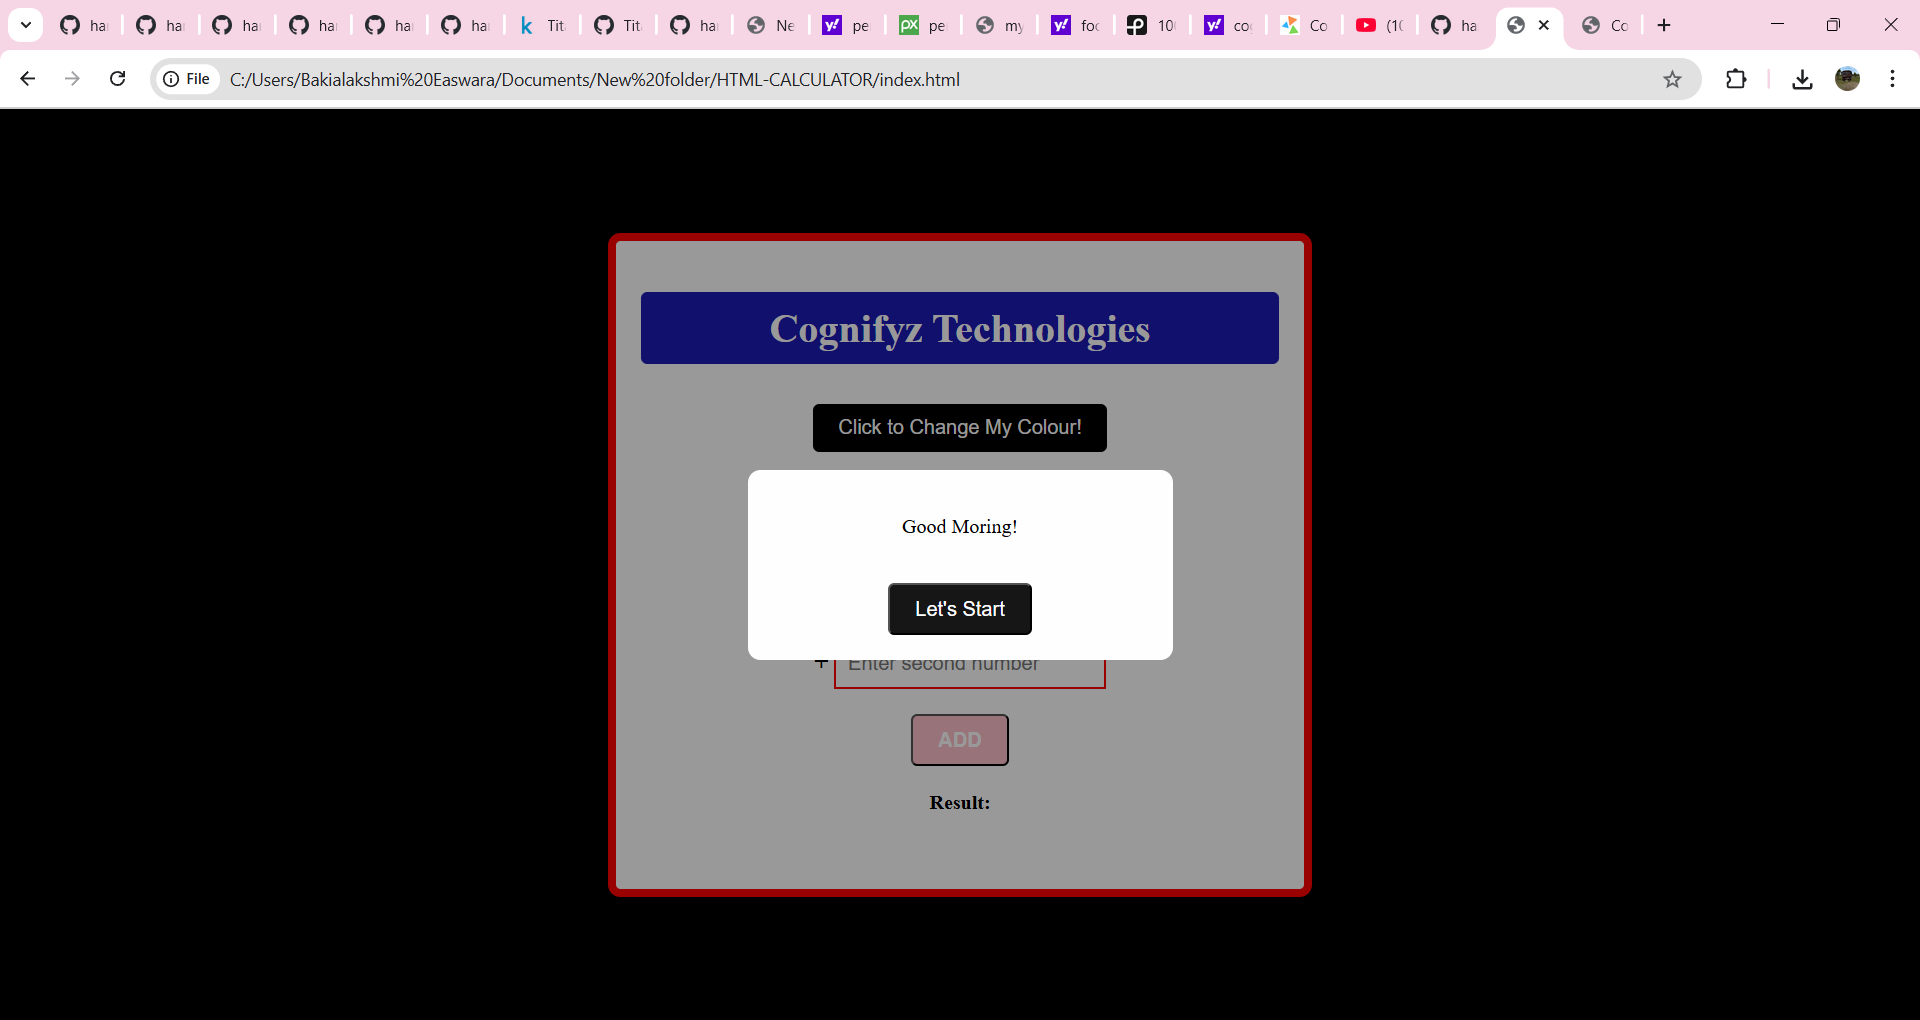 ha ha ha ha ha ha Tit Tit ha Ne pe pe my foo 10 co Co (10 ha Co
File C:/Users/Bakialakshmi%20Easwara/Documents/New%20folder/HTML-CALCULATOR/index.html
Cognifyz Technologies
Click to Change My Colour!
Good Moring!
Let's Start
+ Enter second number
ADD
Result: